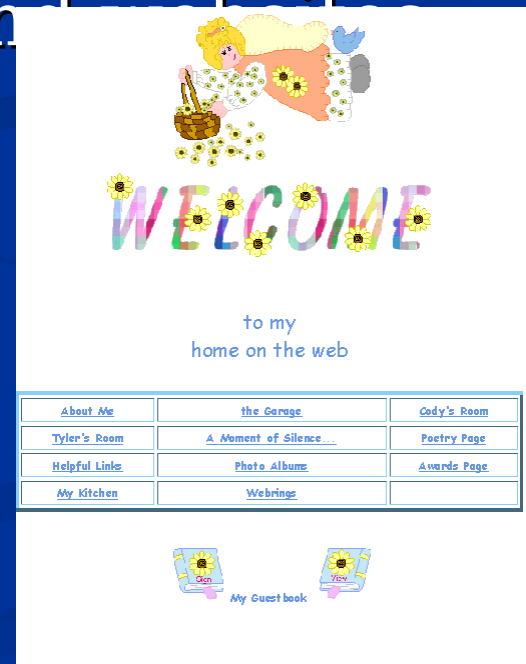 WELCOME
to my
home on the web
About Me the Garage Cody's Room
Tyler's Room A Moment of Silence... Poetry Page
Helpful Links Photo Albums Awards Page
My Kitchen Webrings
Sign View
My Guestbook